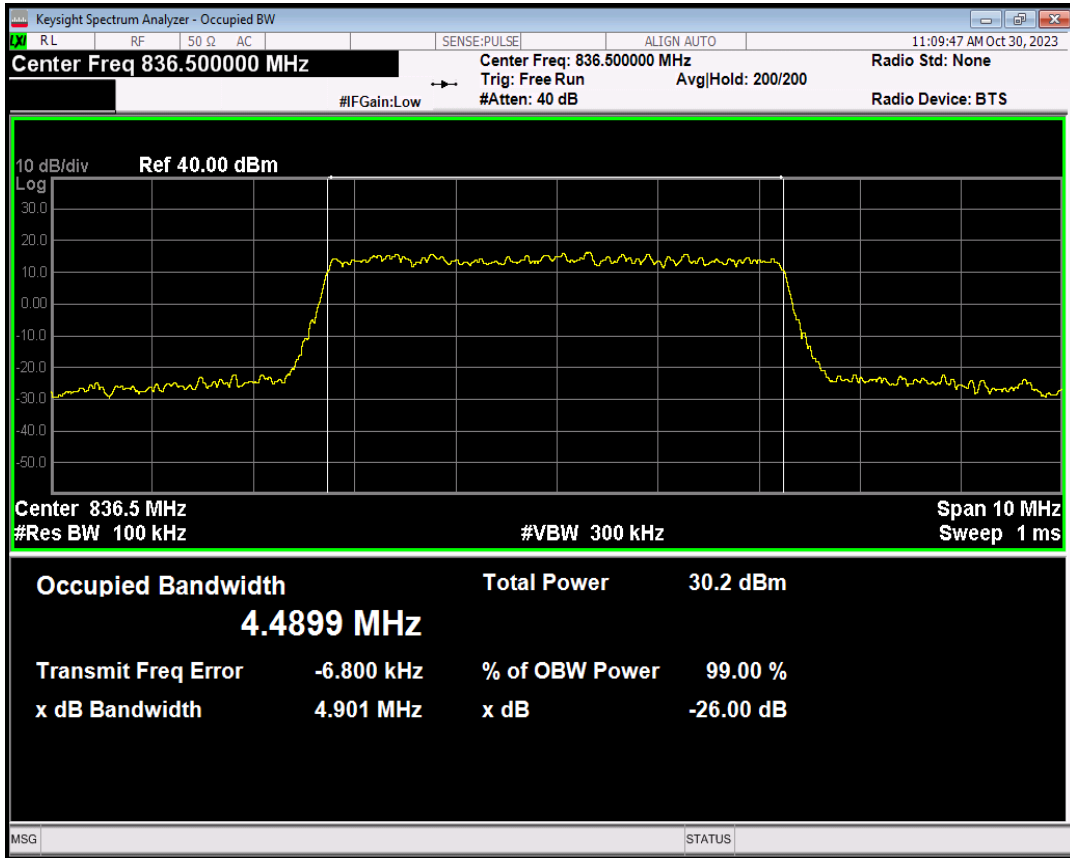 Keysight Spectrum Analyzer - Occupied BW
LXI RL RF 50 Ω AC SENSE:PULSE ALIGN AUTO 11:09:47 AM Oct 30, 2023
Center Freq 836.500000 MHz Center Freq: 836.500000 MHz Radio Std: None
Trig: Free Run Avg|Hold: 200/200
#IFGain:Low #Atten: 40 dB Radio Device: BTS
10 dB/div Ref 40.00 dBm
Log
30.0
20.0
10.0
0.00
-10.0
-20.0
-30.0
-40.0
-50.0
Center 836.5 MHz Span 10 MHz
#Res BW 100 kHz #VBW 300 kHz Sweep 1 ms
Occupied Bandwidth Total Power 30.2 dBm
4.4899 MHz
Transmit Freq Error -6.800 kHz % of OBW Power 99.00 %
x dB Bandwidth 4.901 MHz x dB -26.00 dB
MSG STATUS